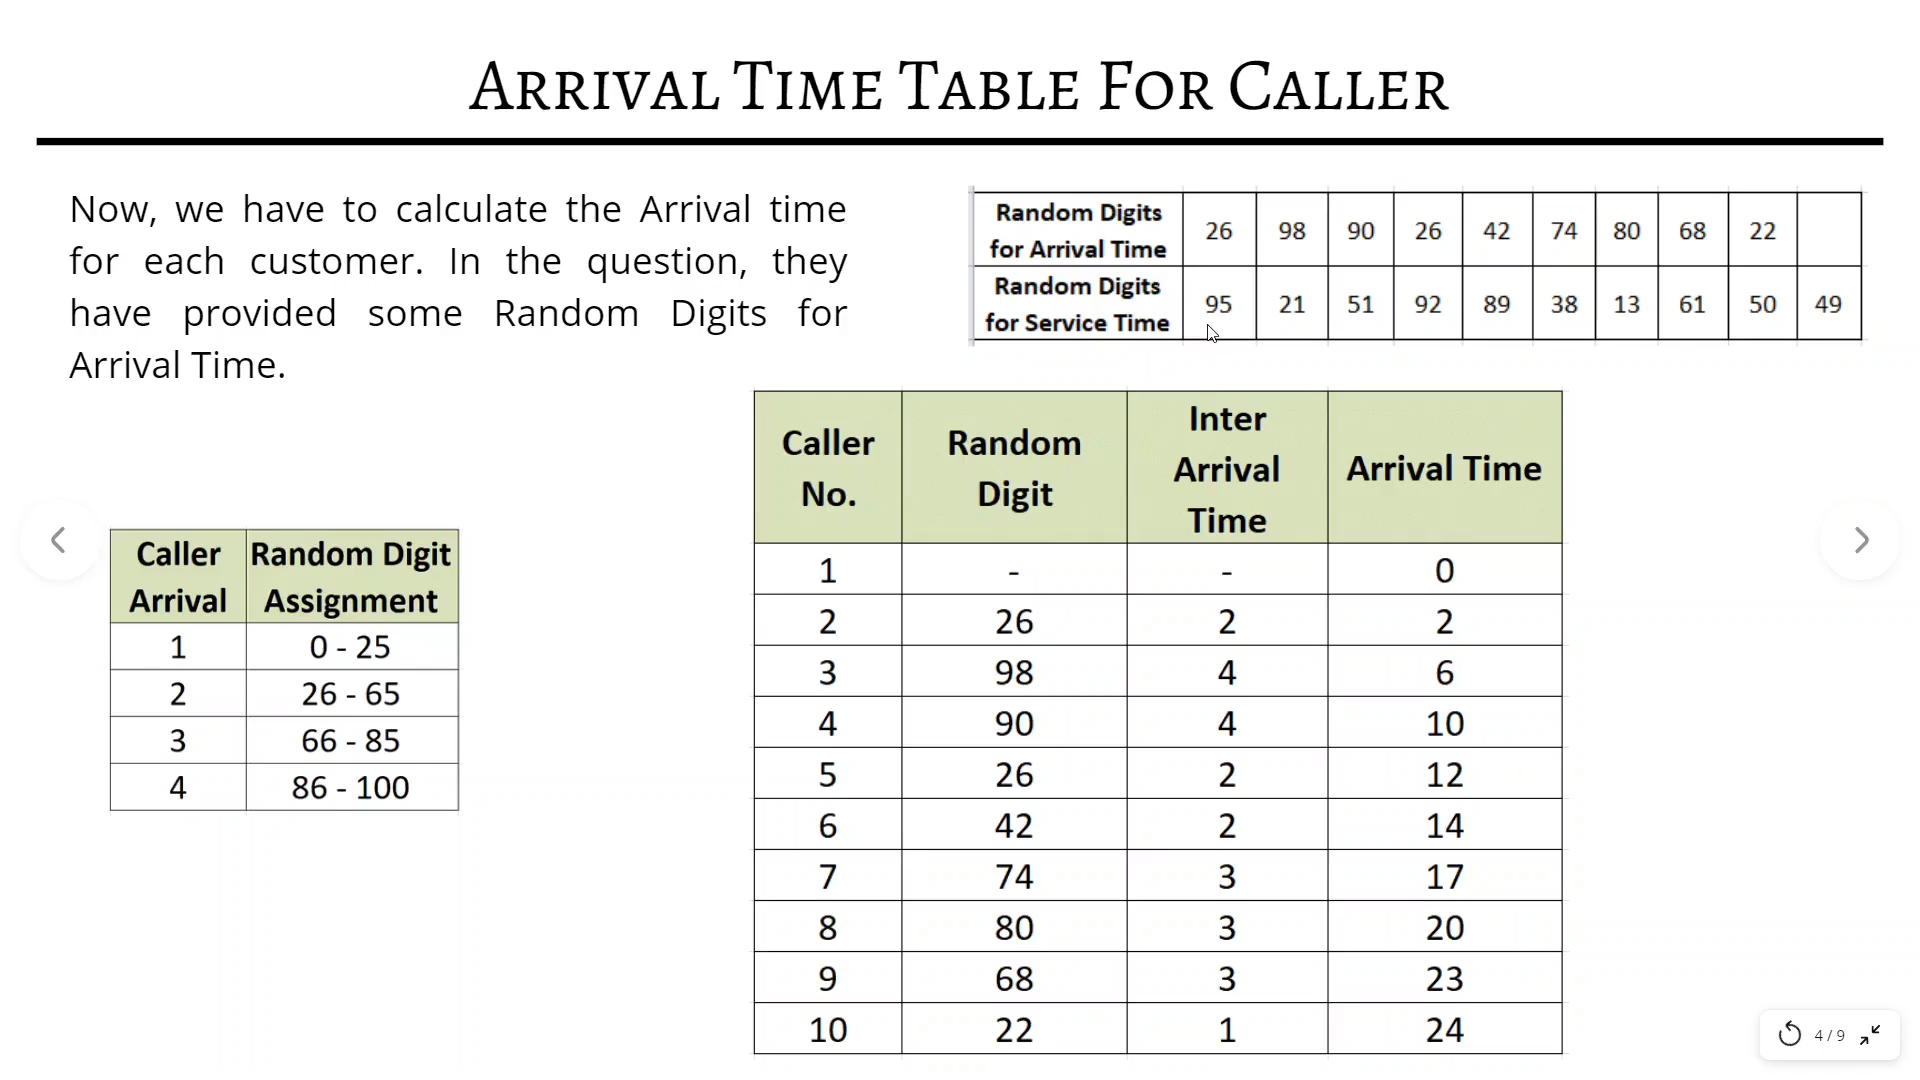 ARRIVAL TIME TABLE FOR CALLER
Now, we have to calculate the Arrival time
for each customer. In the question, they
have provided some Random Digits for
Arrival Time.
Random Digits for Arrival Time 26 98 90 26 42 74 80 68 22
Random Digits for Service Time 95 21 51 92 89 38 13 61 50 49
Caller Arrival Random Digit Assignment
1 0 - 25
2 26 - 65
3 66 - 85
4 86 - 100
Caller No. Random Digit Inter Arrival Time Arrival Time
1 - - 0
2 26 2 2
3 98 4 6
4 90 4 10
5 26 2 12
6 42 2 14
7 74 3 17
8 80 3 20
9 68 3 23
10 22 1 24
4 / 9